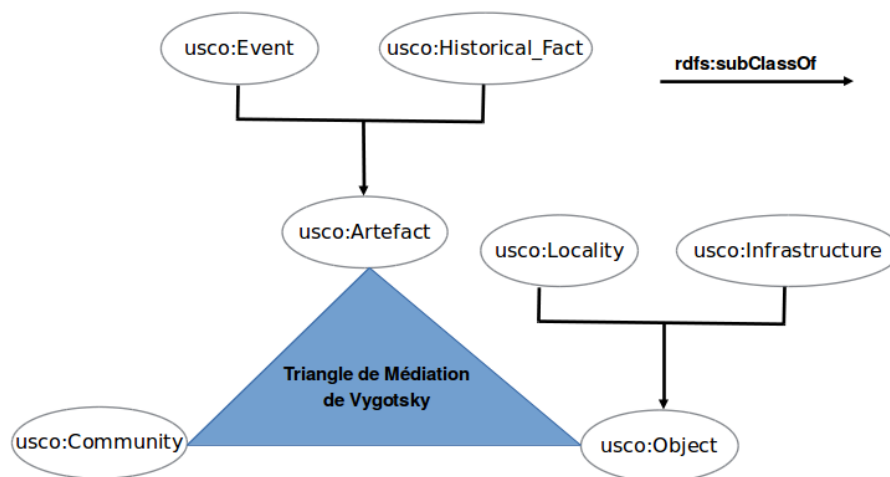 usco:Event
usco:Historical_Fact
rdfs:subClassOf
usco:Artefact
usco:Locality
usco:Infrastructure
Triangle de Médiation
de Vygotsky
usco:Community
usco:Object